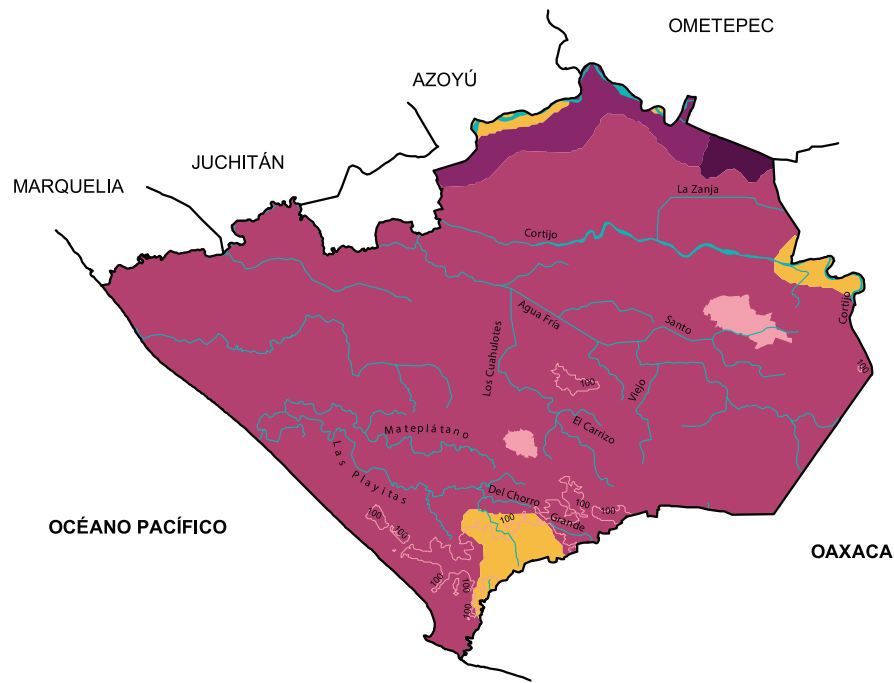 OMETEPEC
AZOYÚ
JUCHITÁN
MARQUELIA
La Zanja
Cortijo
Cortijo
Agua Fría
Santo
Los Cuahulotes
100
100
Viejo
El Carrizo
Mateplátano
Las Playitas
Del Chorro
Grande
100
100
100
100
100
100
100
100
OCÉANO PACÍFICO
OAXACA